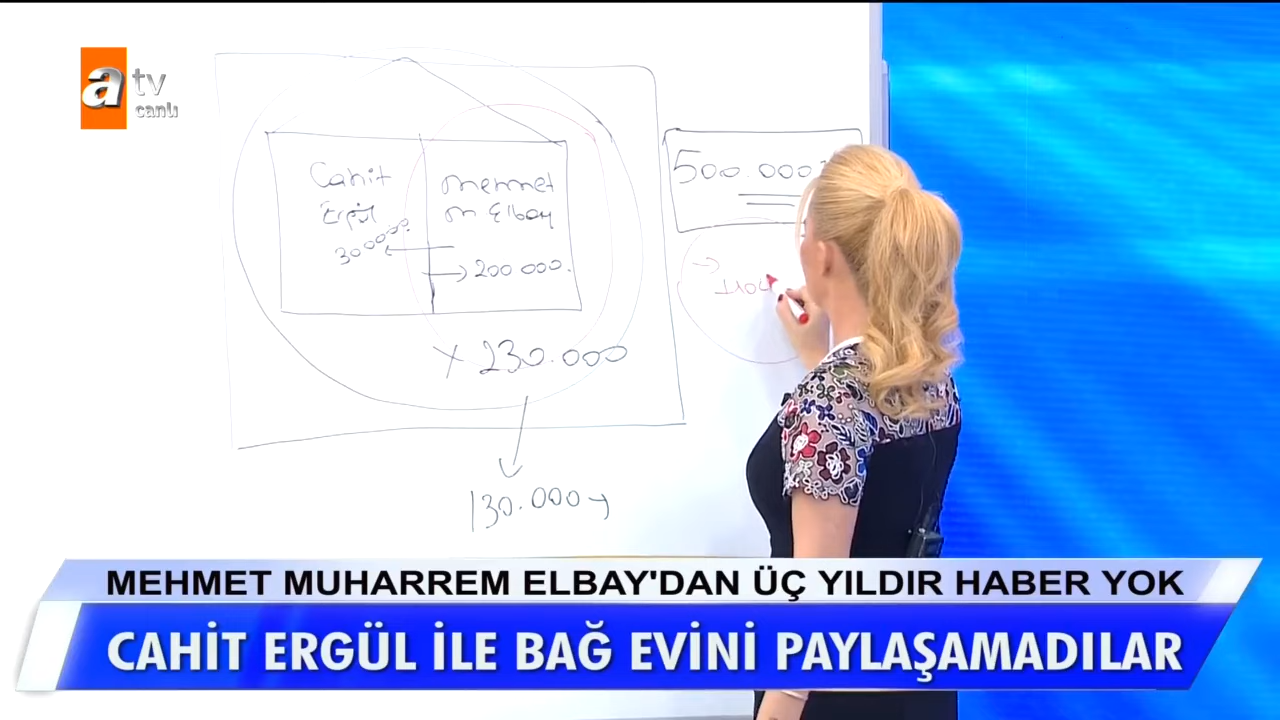 atv
canlı
500.000
Cahit
Ergül
300000.
Mehmet
M Elbay
200 000.
X 230.000
130.000
MEHMET MUHARREM ELBAY'DAN ÜÇ YILDIR HABER YOK
CAHİT ERGÜL İLE BAĞ EVİNİ PAYLAŞAMADILAR